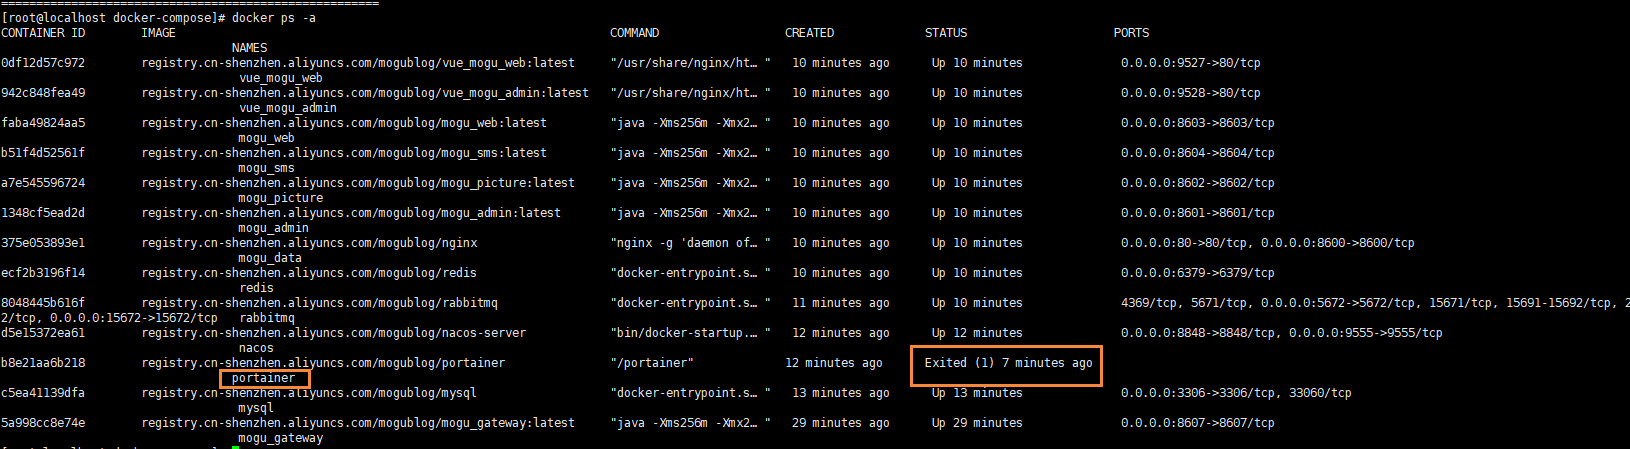 [root@localhost docker-compose]# docker ps -a
CONTAINER ID IMAGE COMMAND CREATED STATUS PORTS
NAMES
0df12d57c972 registry.cn-shenzhen.aliyuncs.com/mogublog/vue_mogu_web:latest "/usr/share/nginx/ht… " 10 minutes ago Up 10 minutes 0.0.0.0:9527->80/tcp
vue_mogu_web
942c848fea49 registry.cn-shenzhen.aliyuncs.com/mogublog/vue_mogu_admin:latest "/usr/share/nginx/ht… " 10 minutes ago Up 10 minutes 0.0.0.0:9528->80/tcp
vue_mogu_admin
faba49824aa5 registry.cn-shenzhen.aliyuncs.com/mogublog/mogu_web:latest "java -Xms256m -Xmx2… " 10 minutes ago Up 10 minutes 0.0.0.0:8603->8603/tcp
mogu_web
b51f4d52561f registry.cn-shenzhen.aliyuncs.com/mogublog/mogu_sms:latest "java -Xms256m -Xmx2… " 10 minutes ago Up 10 minutes 0.0.0.0:8604->8604/tcp
mogu_sms
a7e545596724 registry.cn-shenzhen.aliyuncs.com/mogublog/mogu_picture:latest "java -Xms256m -Xmx2… " 10 minutes ago Up 10 minutes 0.0.0.0:8602->8602/tcp
mogu_picture
1348cf5ead2d registry.cn-shenzhen.aliyuncs.com/mogublog/mogu_admin:latest "java -Xms256m -Xmx2… " 10 minutes ago Up 10 minutes 0.0.0.0:8601->8601/tcp
mogu_admin
375e053893e1 registry.cn-shenzhen.aliyuncs.com/mogublog/nginx "nginx -g 'daemon of… " 10 minutes ago Up 10 minutes 0.0.0.0:80->80/tcp, 0.0.0.0:8600->8600/tcp
mogu_data
ecf2b3196f14 registry.cn-shenzhen.aliyuncs.com/mogublog/redis "docker-entrypoint.s… " 10 minutes ago Up 10 minutes 0.0.0.0:6379->6379/tcp
redis
8048445b616f registry.cn-shenzhen.aliyuncs.com/mogublog/rabbitmq "docker-entrypoint.s… " 11 minutes ago Up 10 minutes 4369/tcp, 5671/tcp, 0.0.0.0:5672->5672/tcp, 15671/tcp, 15691-15692/tcp, 2
2/tcp, 0.0.0.0:15672->15672/tcp rabbitmq
d5e15372ea61 registry.cn-shenzhen.aliyuncs.com/mogublog/nacos-server "bin/docker-startup.… " 12 minutes ago Up 12 minutes 0.0.0.0:8848->8848/tcp, 0.0.0.0:9555->9555/tcp
nacos
b8e21aa6b218 registry.cn-shenzhen.aliyuncs.com/mogublog/portainer "/portainer" 12 minutes ago Exited (1) 7 minutes ago
portainer
c5ea41139dfa registry.cn-shenzhen.aliyuncs.com/mogublog/mysql "docker-entrypoint.s… " 13 minutes ago Up 13 minutes 0.0.0.0:3306->3306/tcp, 33060/tcp
mysql
5a998cc8e74e registry.cn-shenzhen.aliyuncs.com/mogublog/mogu_gateway:latest "java -Xms256m -Xmx2… " 29 minutes ago Up 29 minutes 0.0.0.0:8607->8607/tcp
mogu_gateway